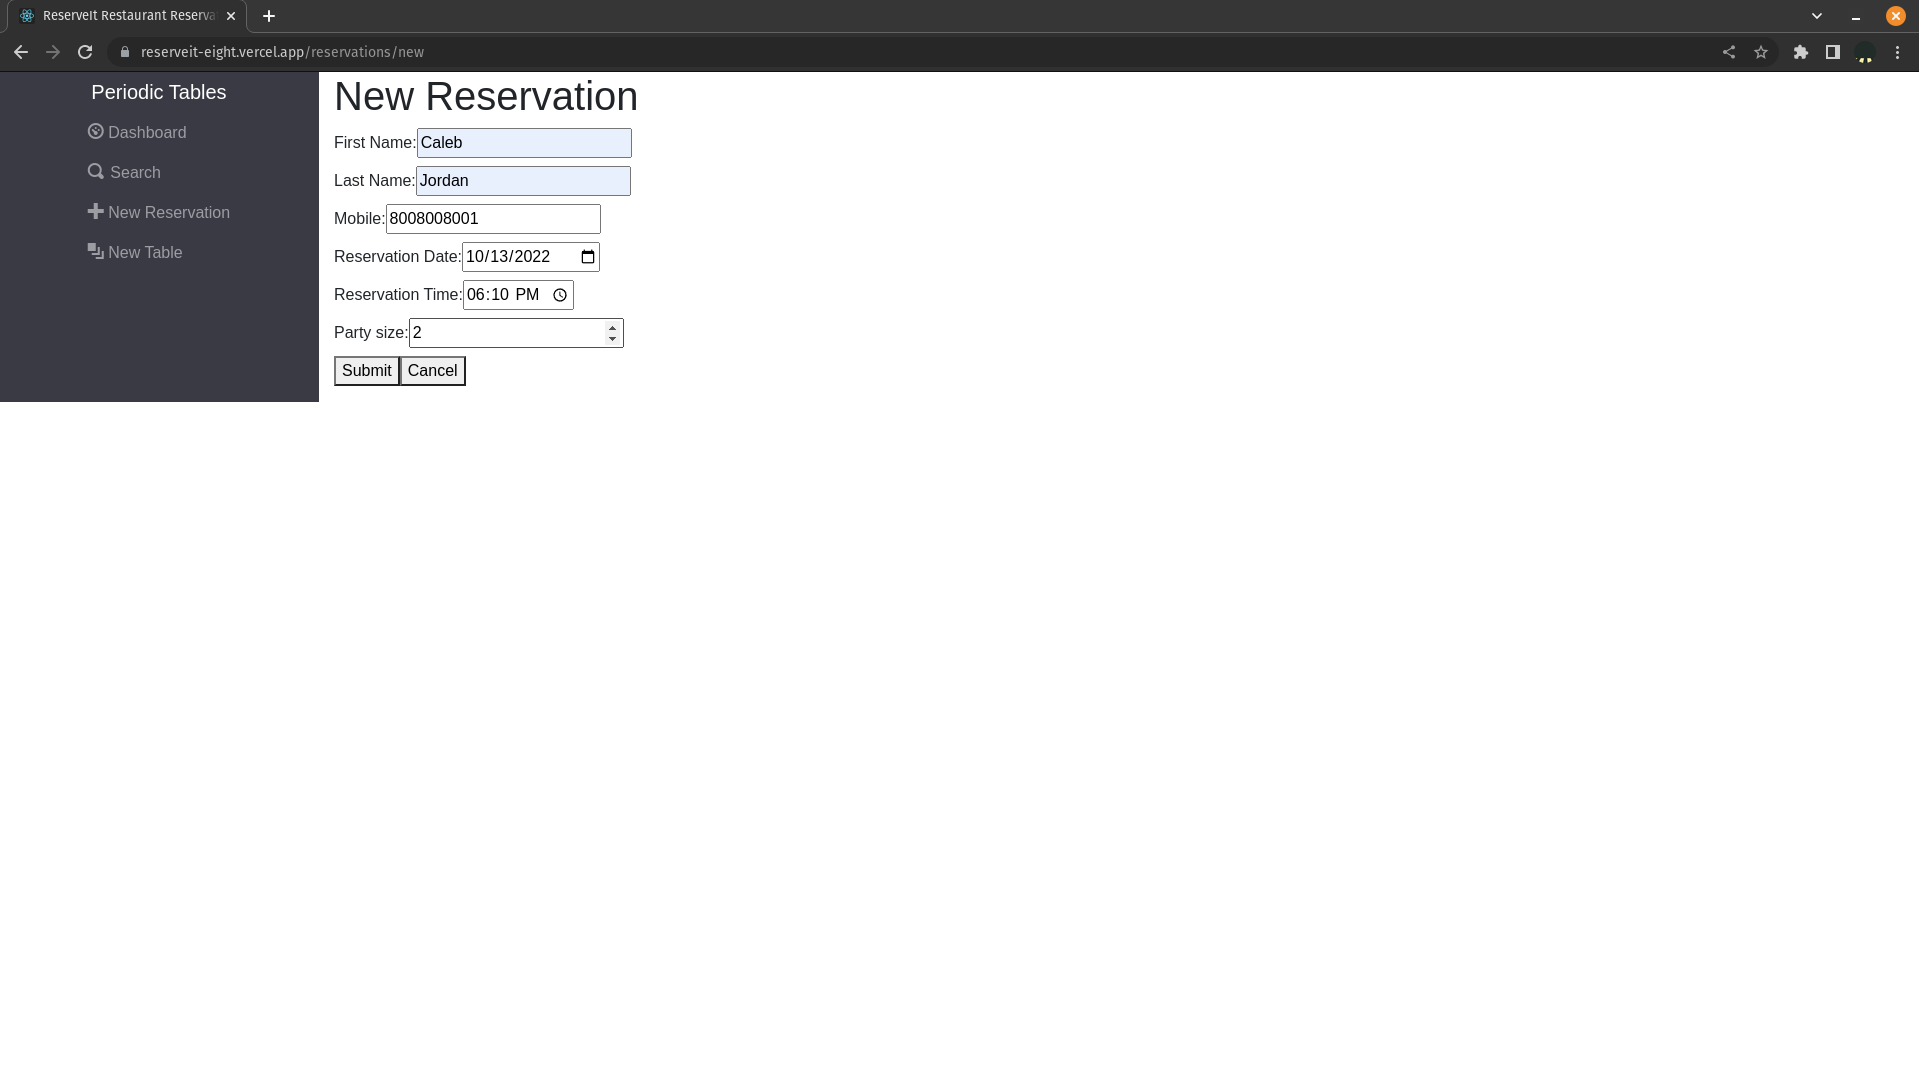 ReserveIt Restaurant Reserva
reserveit-eight.vercel.app/reservations/new
Periodic Tables
Dashboard
Search
New Reservation
New Table
New Reservation
First Name: Caleb
Last Name: Jordan
Mobile: 8008008001
Reservation Date: 10/13/2022
Reservation Time: 06:10 PM
Party size: 2
Submit Cancel